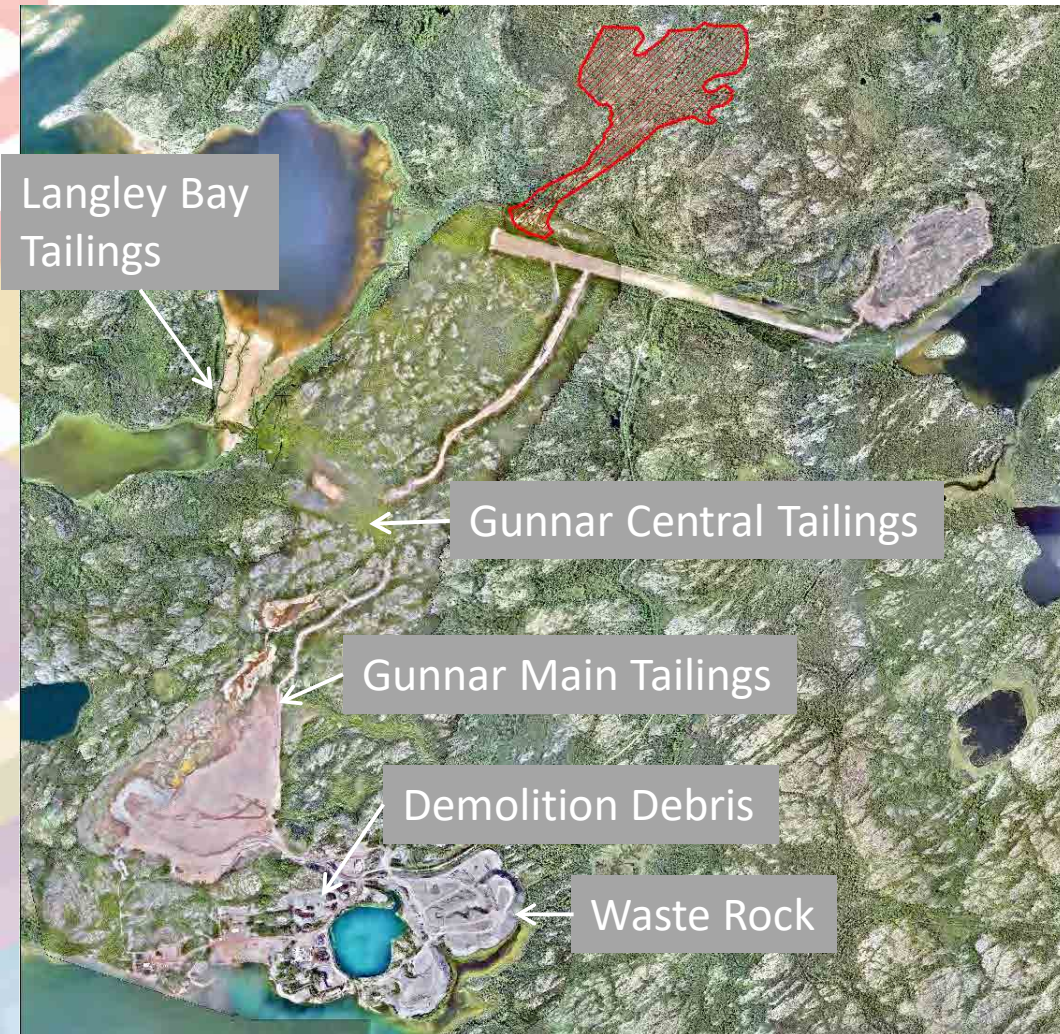 Langley Bay
Tailings
Gunnar Central Tailings
Gunnar Main Tailings
Demolition Debris
Waste Rock